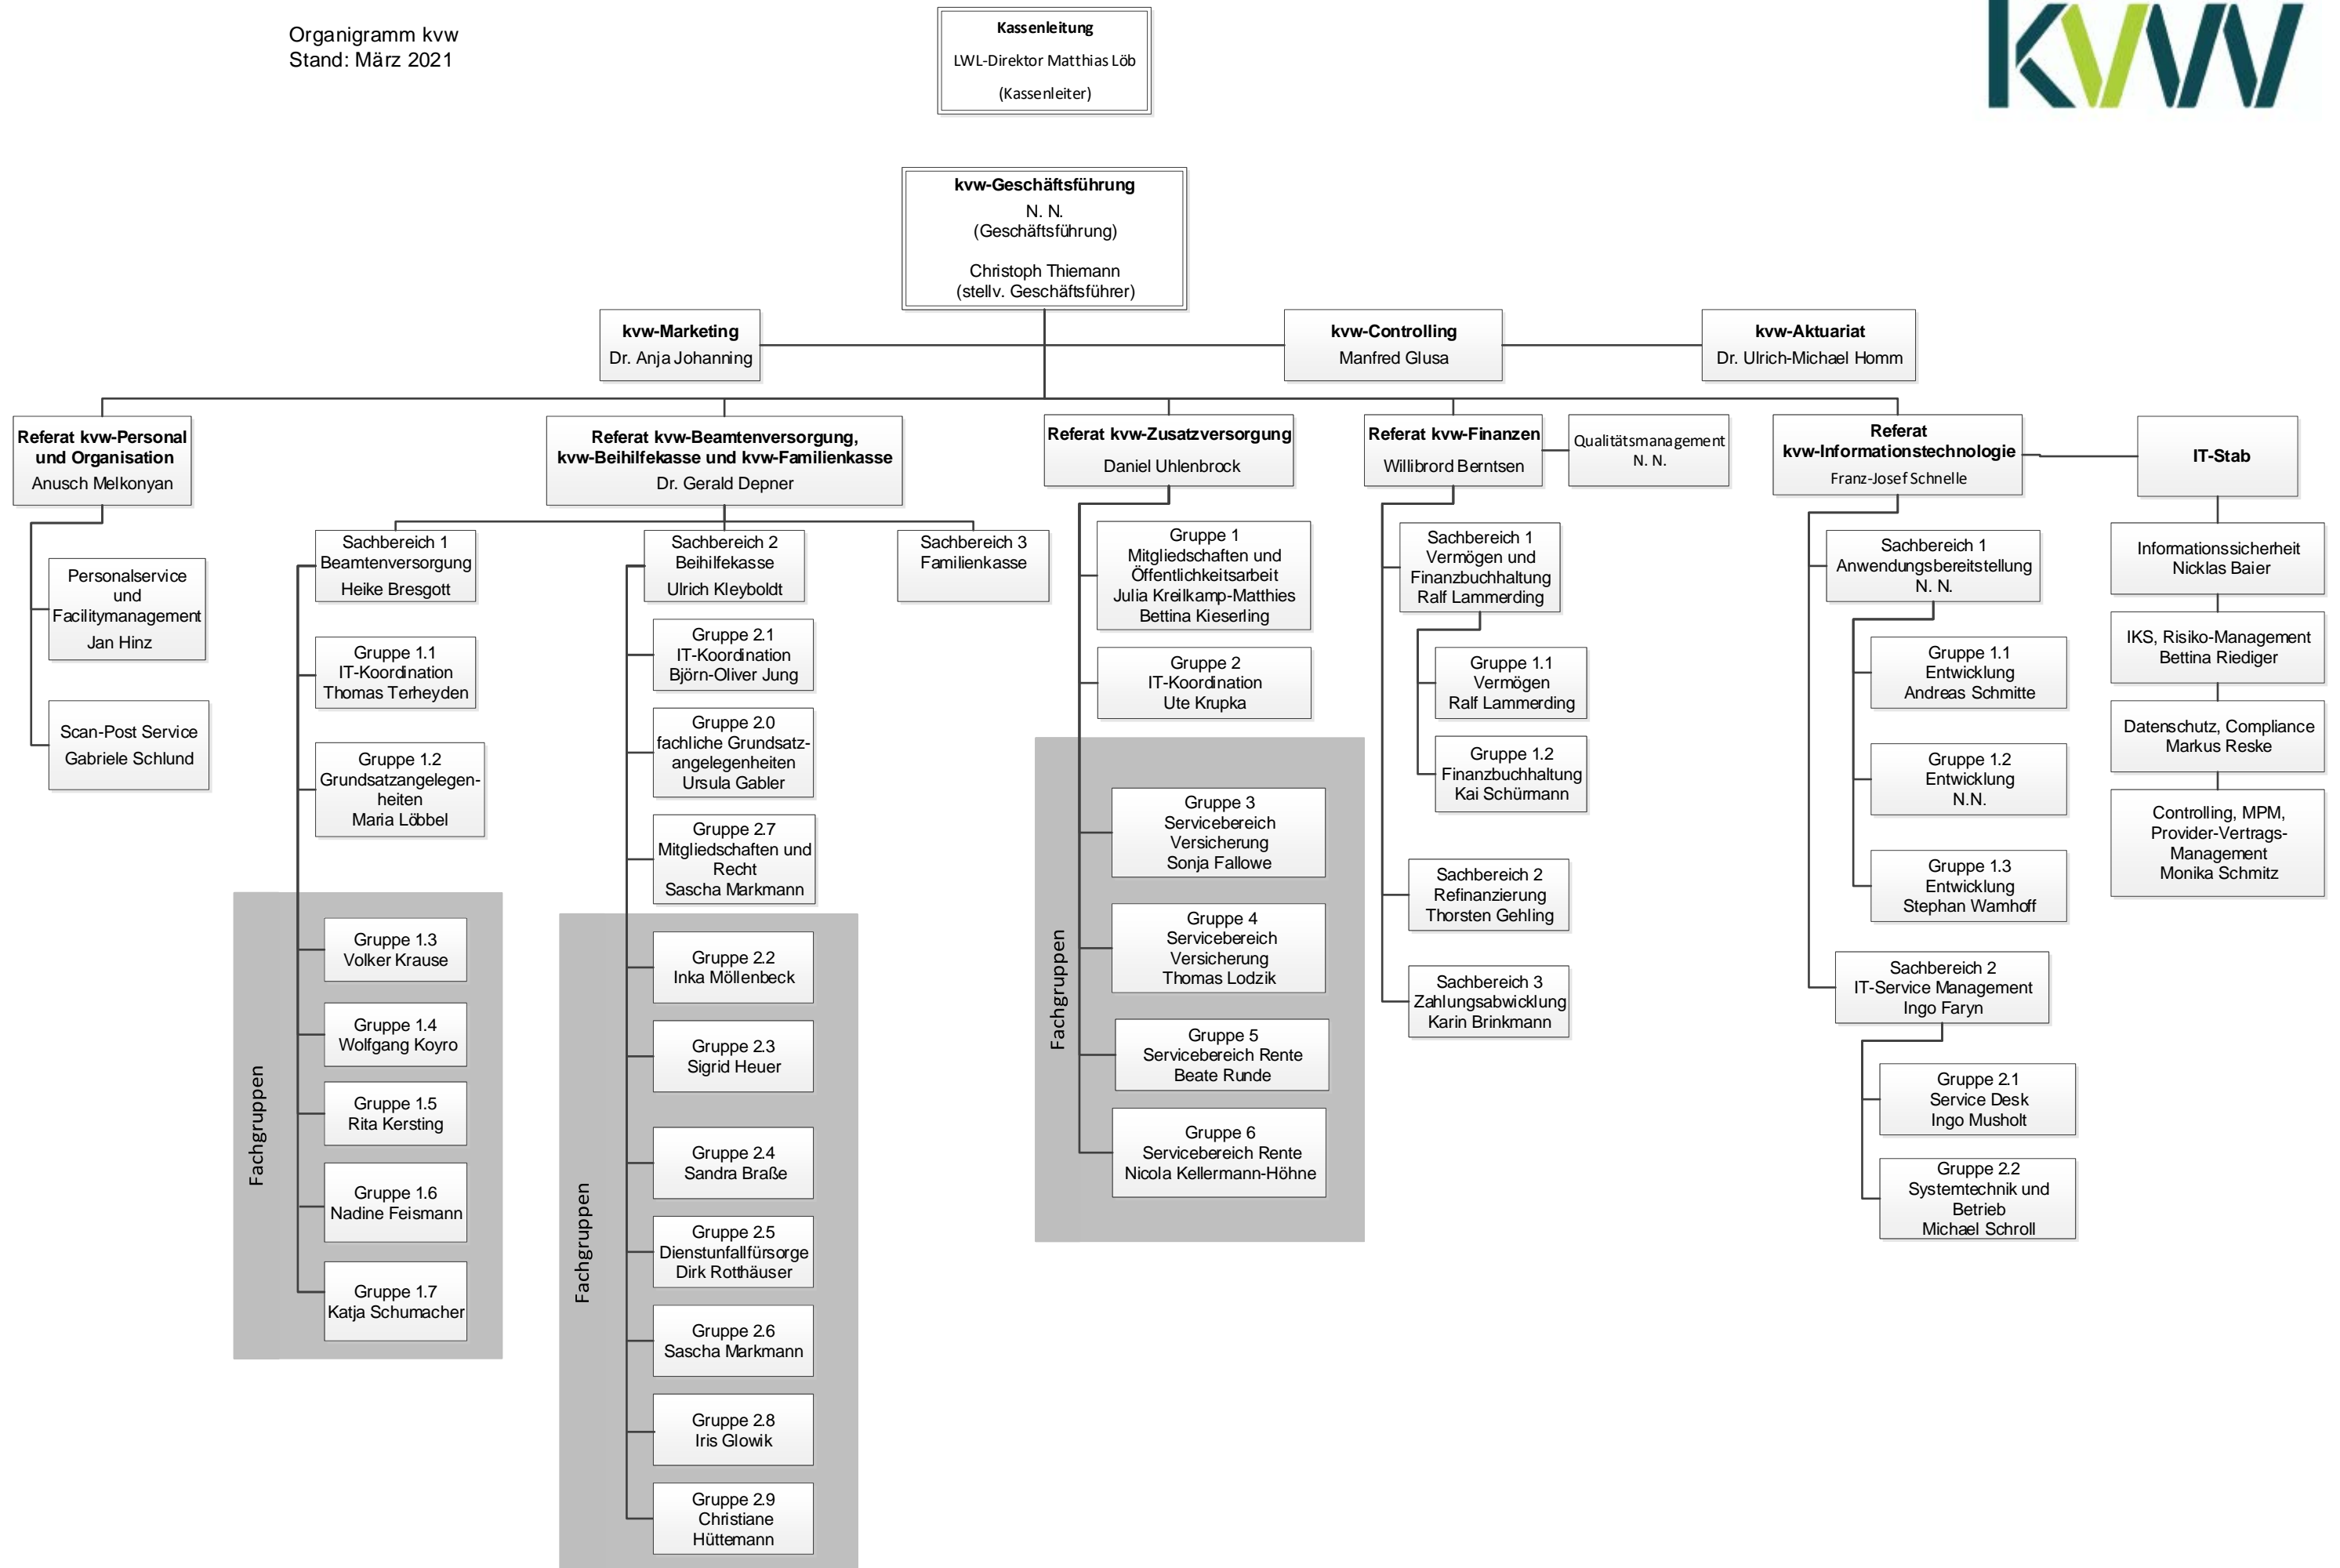 Organigramm kvw
Stand: März 2021
Kassenleitung
LWL-Direktor Matthias Löb
(Kassenleiter)
kvw
kvw-Geschäftsführung
N. N.
(Geschäftsführung)
Christoph Thiemann
(stellv. Geschäftsführer)
kvw-Marketing
Dr. Anja Johanning
kvw-Controlling
Manfred Glusa
kvw-Aktuariat
Dr. Ulrich-Michael Homm
Referat kvw-Personal
und Organisation
Anusch Melkonyan
Personalservice
und
Facilitymanagement
Jan Hinz
Scan-Post Service
Gabriele Schlund
Referat kvw-Beamtenversorgung,
kvw-Beihilfekasse und kvw-Familienkasse
Dr. Gerald Depner
Sachbereich 1
Beamtenversorgung
Heike Bresgott
Gruppe 1.1
IT-Koordination
Thomas Terheyden
Gruppe 1.2
Grundsatzangelegen-
heiten
Maria Löbbel
Fachgruppen
Gruppe 1.3
Volker Krause
Gruppe 1.4
Wolfgang Koyro
Gruppe 1.5
Rita Kersting
Gruppe 1.6
Nadine Feismann
Gruppe 1.7
Katja Schumacher
Sachbereich 2
Beihilfekasse
Ulrich Kleyboldt
Gruppe 2.1
IT-Koordination
Björn-Oliver Jung
Gruppe 2.0
fachliche Grundsatz-
angelegenheiten
Ursula Gabler
Gruppe 2.7
Mitgliedschaften und
Recht
Sascha Markmann
Fachgruppen
Gruppe 2.2
Inka Möllenbeck
Gruppe 2.3
Sigrid Heuer
Gruppe 2.4
Sandra Braße
Gruppe 2.5
Dienstunfallfürsorge
Dirk Rotthäuser
Gruppe 2.6
Sascha Markmann
Gruppe 2.8
Iris Glowik
Gruppe 2.9
Christiane
Hüttemann
Sachbereich 3
Familienkasse
Referat kvw-Zusatzversorgung
Daniel Uhlenbrock
Gruppe 1
Mitgliedschaften und
Öffentlichkeitsarbeit
Julia Kreilkamp-Matthies
Bettina Kieserling
Gruppe 2
IT-Koordination
Ute Krupka
Fachgruppen
Gruppe 3
Servicebereich
Versicherung
Sonja Fallowe
Gruppe 4
Servicebereich
Versicherung
Thomas Lodzik
Gruppe 5
Servicebereich Rente
Beate Runde
Gruppe 6
Servicebereich Rente
Nicola Kellermann-Höhne
Referat kvw-Finanzen
Willibrord Berntsen
Qualitätsmanagement
N. N.
Sachbereich 1
Vermögen und
Finanzbuchhaltung
Ralf Lammerding
Gruppe 1.1
Vermögen
Ralf Lammerding
Gruppe 1.2
Finanzbuchhaltung
Kai Schürmann
Sachbereich 2
Refinanzierung
Thorsten Gehling
Sachbereich 3
Zahlungsabwicklung
Karin Brinkmann
Referat
kvw-Informationstechnologie
Franz-Josef Schnelle
Sachbereich 1
Anwendungsbereitstellung
N. N.
Gruppe 1.1
Entwicklung
Andreas Schmitte
Gruppe 1.2
Entwicklung
N.N.
Gruppe 1.3
Entwicklung
Stephan Wamhoff
Sachbereich 2
IT-Service Management
Ingo Faryn
Gruppe 2.1
Service Desk
Ingo Musholt
Gruppe 2.2
Systemtechnik und
Betrieb
Michael Schroll
IT-Stab
Informationssicherheit
Nicklas Baier
IKS, Risiko-Management
Bettina Riediger
Datenschutz, Compliance
Markus Reske
Controlling, MPM,
Provider-Vertrags-
Management
Monika Schmitz